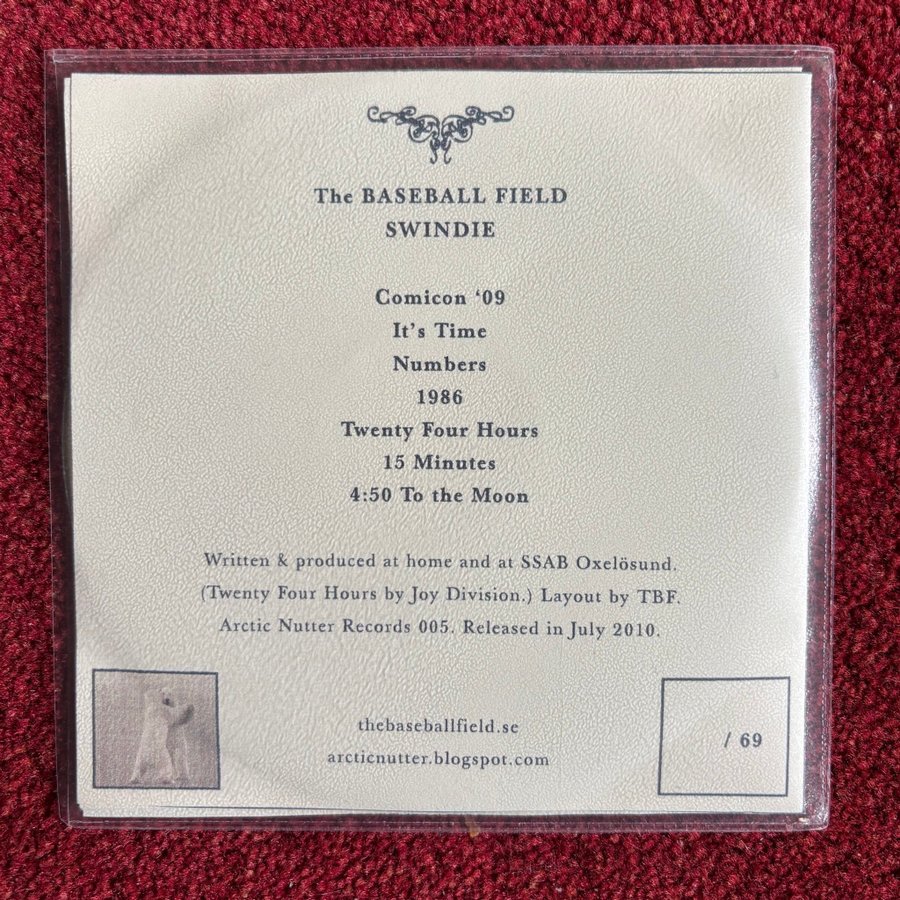 The BASEBALL FIELD
SWINDIE
Comicon ‘09
It’s Time
Numbers
1986
Twenty Four Hours
15 Minutes
4:50 To the Moon
Written & produced at home and at SSAB Oxelösund.
(Twenty Four Hours by Joy Division.) Layout by TBF.
Arctic Nutter Records 005. Released in July 2010.
thebaseballfield.se
arcticnutter.blogspot.com
/ 69